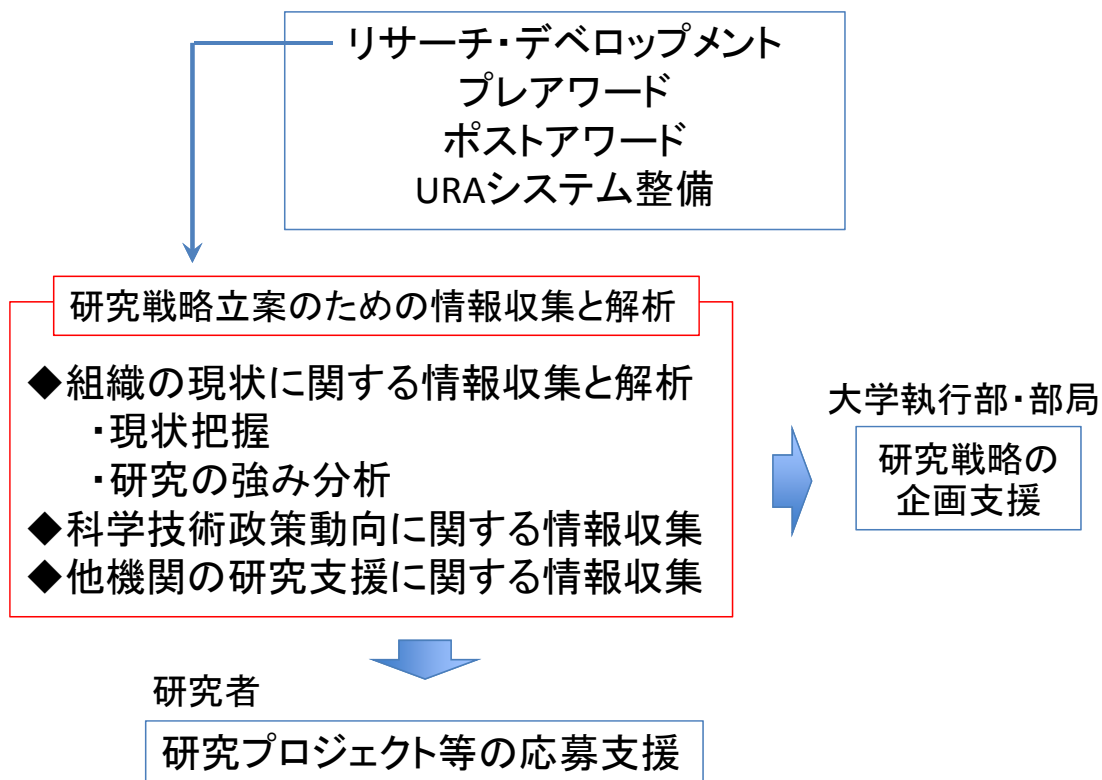 リサーチ・デベロップメント
プレアワード
ポストアワード
URAシステム整備
研究戦略立案のための情報収集と解析
◆組織の現状に関する情報収集と解析
・現状把握
・研究の強み分析
◆科学技術政策動向に関する情報収集
◆他機関の研究支援に関する情報収集
大学執行部・部局
研究戦略の
企画支援
研究者
研究プロジェクト等の応募支援